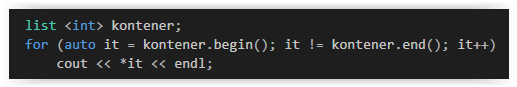 list <int> kontener;
for (auto it = kontener.begin(); it != kontener.end(); it++)
    cout << *it << endl;